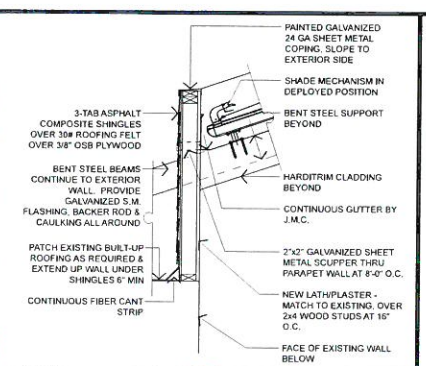 PAINTED GALVANIZED
24 GA SHEET METAL
COPING, SLOPE TO
EXTERIOR SIDE
SHADE MECHANISM IN
DEPLOYED POSITION
BENT STEEL SUPPORT
BEYOND
HARDITRIM CLADDING
BEYOND
CONTINUOUS GUTTER BY
J.M.C.
2"x2" GALVANIZED SHEET
METAL SCUPPER THRU
PARAPET WALL AT 8'-0" O.C.
NEW LATH/PLASTER -
MATCH TO EXISTING, OVER
2x4 WOOD STUDS AT 16"
O.C.
FACE OF EXISTING WALL
BELOW
3-TAB ASPHALT
COMPOSITE SHINGLES
OVER 30# ROOFING FELT
OVER 3/8" OSB PLYWOOD
BENT STEEL BEAMS
CONTINUE TO EXTERIOR
WALL. PROVIDE
GALVANIZED S.M.
FLASHING, BACKER ROD &
CAULKING ALL AROUND
PATCH EXISTING BUILT-UP
ROOFING AS REQUIRED &
EXTEND UP WALL UNDER
SHINGLES 6" MIN
CONTINUOUS FIBER CANT
STRIP